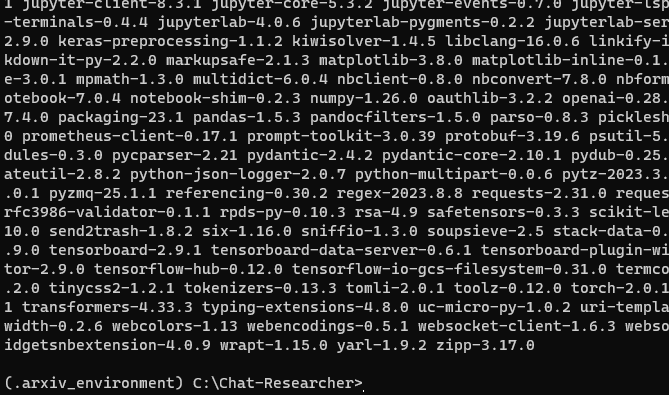 1 jupyter-client-8.3.1 jupyter-core-5.3.2 jupyter-events-0.7.0 jupyter-lsp
-terminals-0.4.4 jupyterlab-4.0.6 jupyterlab-pygments-0.2.2 jupyterlab-ser
2.9.0 keras-preprocessing-1.1.2 kiwisolver-1.4.5 libclang-16.0.6 linkify-i
kdown-it-py-2.2.0 markupsafe-2.1.3 matplotlib-3.8.0 matplotlib-inline-0.1.
e-3.0.1 mpmath-1.3.0 multidict-6.0.4 nbclient-0.8.0 nbconvert-7.8.0 nbform
otebook-7.0.4 notebook-shim-0.2.3 numpy-1.26.0 oauthlib-3.2.2 openai-0.28.
7.4.0 packaging-23.1 pandas-1.5.3 pandocfilters-1.5.0 parso-0.8.3 picklesh
0 prometheus-client-0.17.1 prompt-toolkit-3.0.39 protobuf-3.19.6 psutil-5.
dules-0.3.0 pycparser-2.21 pydantic-2.4.2 pydantic-core-2.10.1 pydub-0.25.
ateutil-2.8.2 python-json-logger-2.0.7 python-multipart-0.0.6 pytz-2023.3.
.0.1 pyzmq-25.1.1 referencing-0.30.2 regex-2023.8.8 requests-2.31.0 reques
rfc3986-validator-0.1.1 rpds-py-0.10.3 rsa-4.9 safetensors-0.3.3 scikit-le
10.0 send2trash-1.8.2 six-1.16.0 sniffio-1.3.0 soupsieve-2.5 stack-data-0.
.9.0 tensorboard-2.9.1 tensorboard-data-server-0.6.1 tensorboard-plugin-wi
tor-2.9.0 tensorflow-hub-0.12.0 tensorflow-io-gcs-filesystem-0.31.0 termco
.2.0 tinycss2-1.2.1 tokenizers-0.13.3 tomli-2.0.1 toolz-0.12.0 torch-2.0.1
1 transformers-4.33.3 typing-extensions-4.8.0 uc-micro-py-1.0.2 uri-templa
width-0.2.6 webcolors-1.13 webencodings-0.5.1 websocket-client-1.6.3 webso
idgetsnbextension-4.0.9 wrapt-1.15.0 yarl-1.9.2 zipp-3.17.0
(.arxiv_environment) C:\Chat-Researcher>